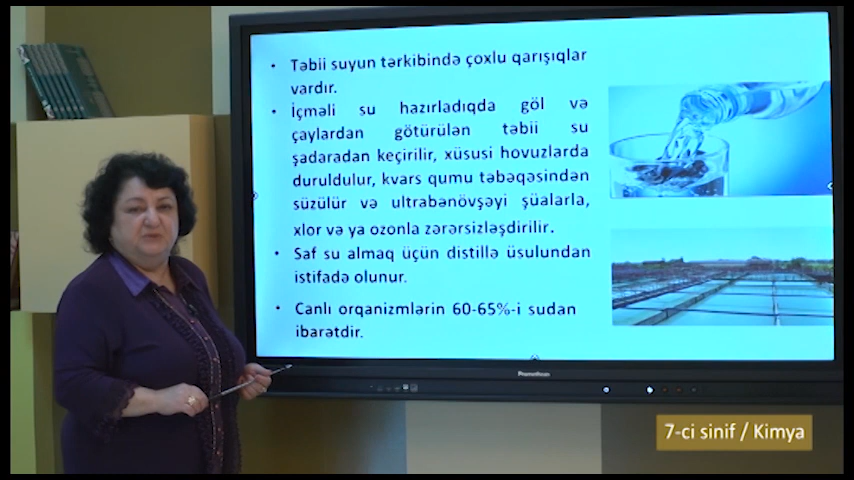 • Təbii suyun tərkibində çoxlu qarışıqlar
vardır.
• İçməli su hazırladıqda göl və
çaylardan götürülən təbii su
şadaradan keçirilir, xüsusi hovuzlarda
duruldulur, kvars qumu təbəqəsindən
süzülür və ultrabənövşəyi şüalarla,
xlor və ya ozonla zərərsizləşdirilir.
• Saf su almaq üçün distillə üsulundan
istifadə olunur.
• Canlı orqanizmlərin 60-65%-i sudan
ibarətdir.
Promethean
7-ci sinif / Kimya